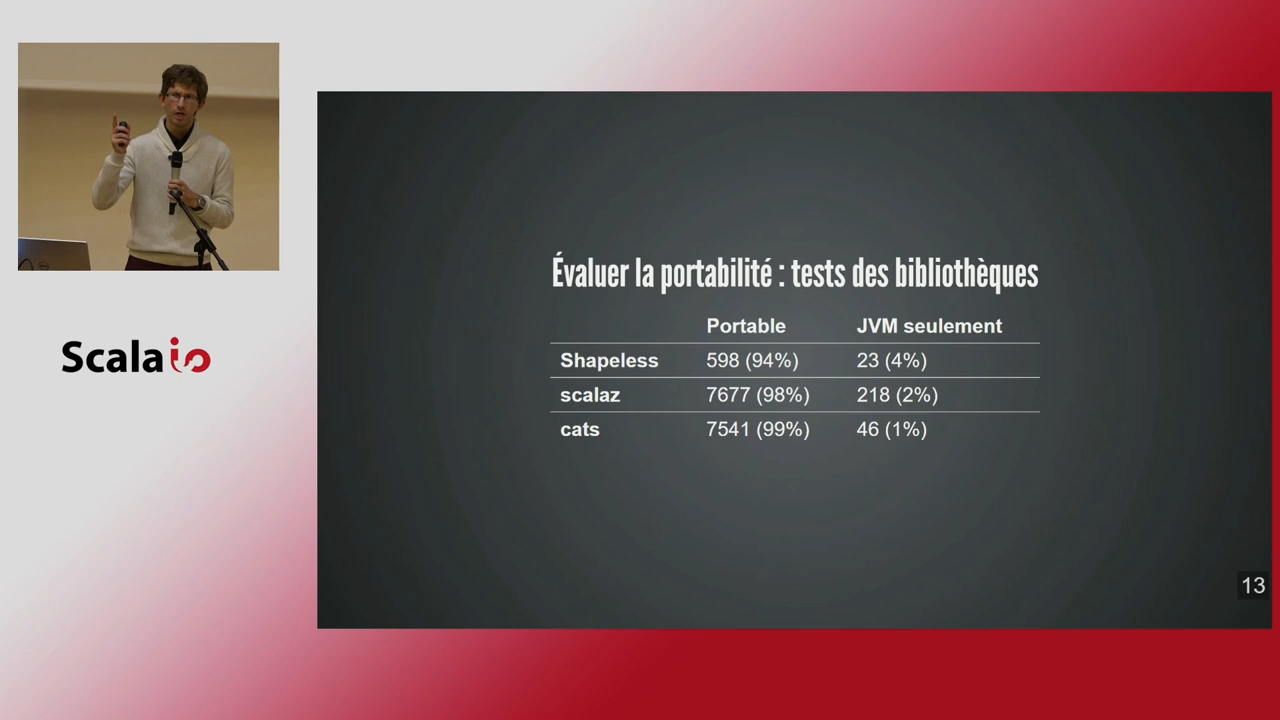 Évaluer la portabilité : tests des bibliothèques
Portable JVM seulement
Shapeless 598 (94%) 23 (4%)
scalaz 7677 (98%) 218 (2%)
cats 7541 (99%) 46 (1%)
Scala io
13